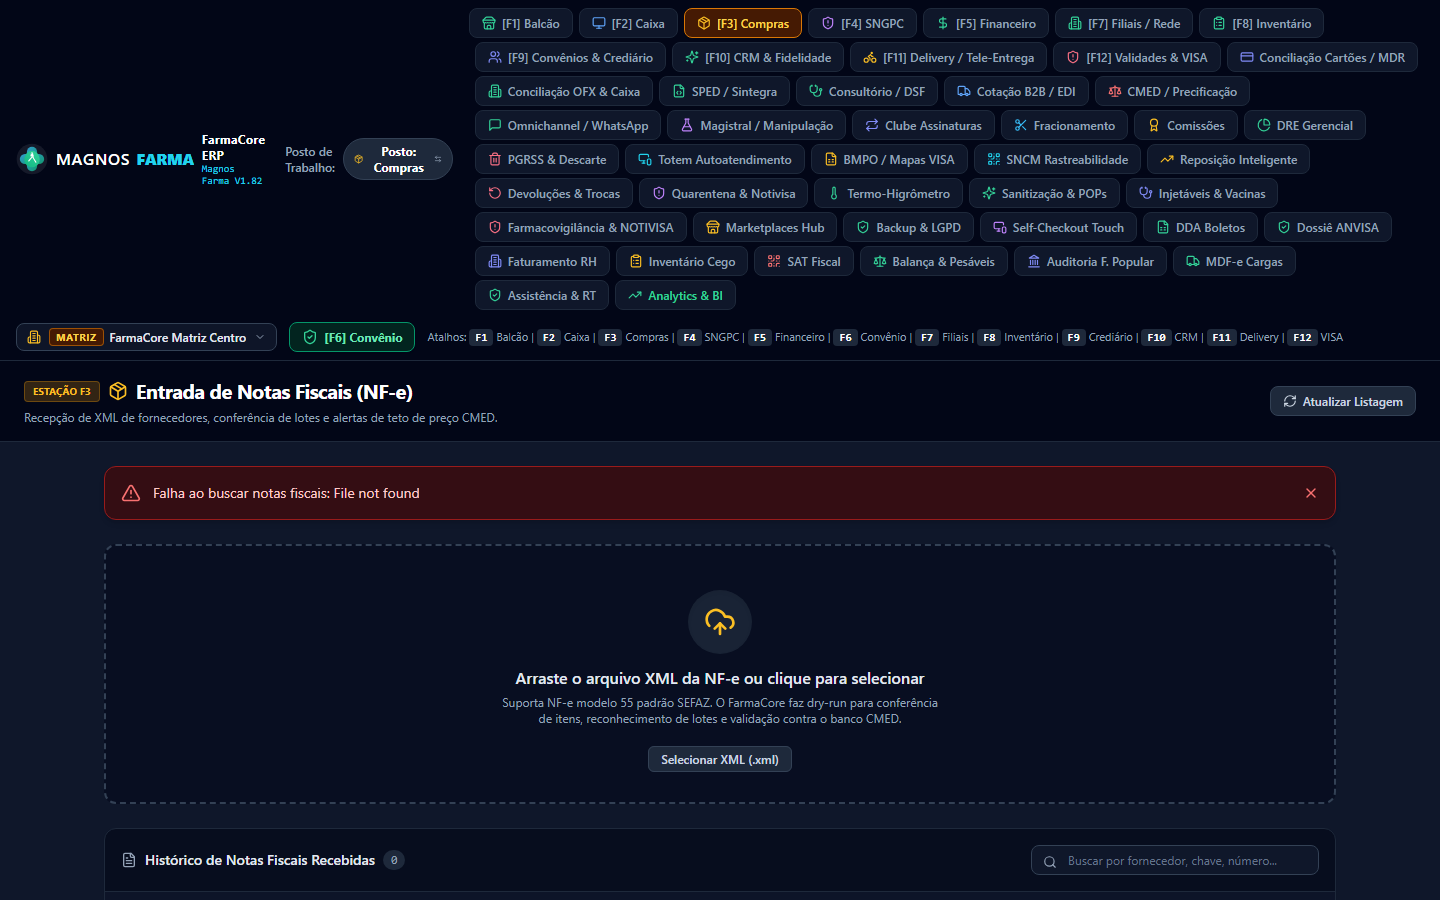 [F1] Balcão
[F2] Caixa
[F3] Compras
[F4] SNGPC
[F5] Financeiro
[F7] Filiais / Rede
[F8] Inventário
[F9] Convênios & Crediário
[F10] CRM & Fidelidade
[F11] Delivery / Tele-Entrega
[F12] Validades & VISA
Conciliação Cartões / MDR
Conciliação OFX & Caixa
SPED / Sintegra
Consultório / DSF
Cotação B2B / EDI
CMED / Precificação
Omnichannel / WhatsApp
Magistral / Manipulação
Clube Assinaturas
Fracionamento
Comissões
DRE Gerencial
MAGNOS FARMA
FarmaCore
ERP
Magnos
Farma V1.82
Posto de
Trabalho:
Posto:
Compras
PGRSS & Descarte
Totem Autoatendimento
BMPO / Mapas VISA
SNCM Rastreabilidade
Reposição Inteligente
Devoluções & Trocas
Quarentena & Notivisa
Termo-Higrômetro
Sanitização & POPs
Injetáveis & Vacinas
Farmacovigilância & NOTIVISA
Marketplaces Hub
Backup & LGPD
Self-Checkout Touch
DDA Boletos
Dossiê ANVISA
Faturamento RH
Inventário Cego
SAT Fiscal
Balança & Pesáveis
Auditoria F. Popular
MDF-e Cargas
Assistência & RT
Analytics & BI
MATRIZ FarmaCore Matriz Centro
[F6] Convênio
Atalhos: F1 Balcão | F2 Caixa | F3 Compras | F4 SNGPC | F5 Financeiro | F6 Convênio | F7 Filiais | F8 Inventário | F9 Crediário | F10 CRM | F11 Delivery | F12 VISA
ESTAÇÃO F3
Entrada de Notas Fiscais (NF-e)
Recepção de XML de fornecedores, conferência de lotes e alertas de teto de preço CMED.
Atualizar Listagem
Falha ao buscar notas fiscais: File not found
Arraste o arquivo XML da NF-e ou clique para selecionar
Suporta NF-e modelo 55 padrão SEFAZ. O FarmaCore faz dry-run para conferência
de itens, reconhecimento de lotes e validação contra o banco CMED.
Selecionar XML (.xml)
Histórico de Notas Fiscais Recebidas 0
Buscar por fornecedor, chave, número...